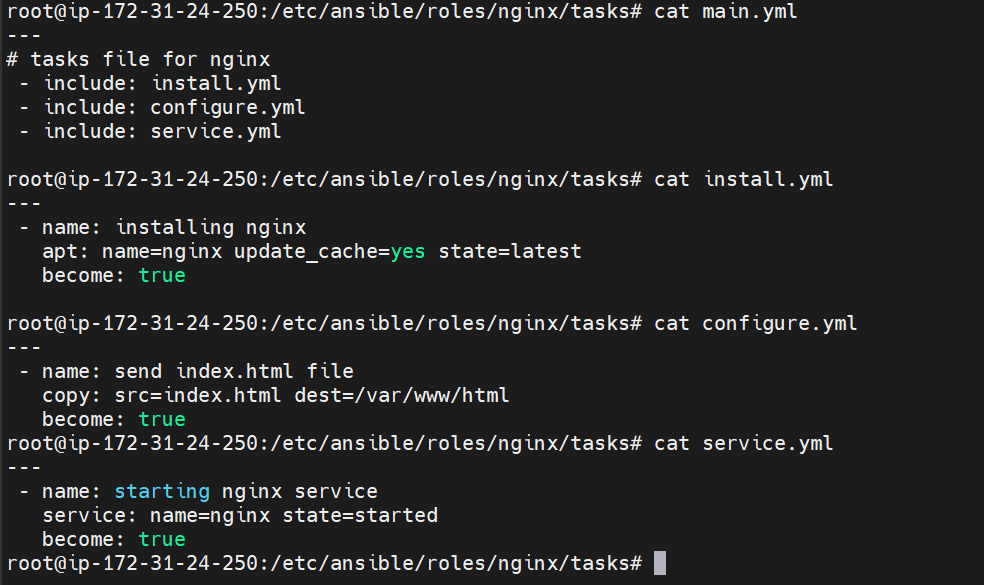 root@ip-172-31-24-250:/etc/ansible/roles/nginx/tasks# cat main.yml
---
# tasks file for nginx
 - include: install.yml
 - include: configure.yml
 - include: service.yml

root@ip-172-31-24-250:/etc/ansible/roles/nginx/tasks# cat install.yml
---
 - name: installing nginx
   apt: name=nginx update_cache=yes state=latest
   become: true

root@ip-172-31-24-250:/etc/ansible/roles/nginx/tasks# cat configure.yml
---
 - name: send index.html file
   copy: src=index.html dest=/var/www/html
   become: true
root@ip-172-31-24-250:/etc/ansible/roles/nginx/tasks# cat service.yml
---
 - name: starting nginx service
   service: name=nginx state=started
   become: true
root@ip-172-31-24-250:/etc/ansible/roles/nginx/tasks#